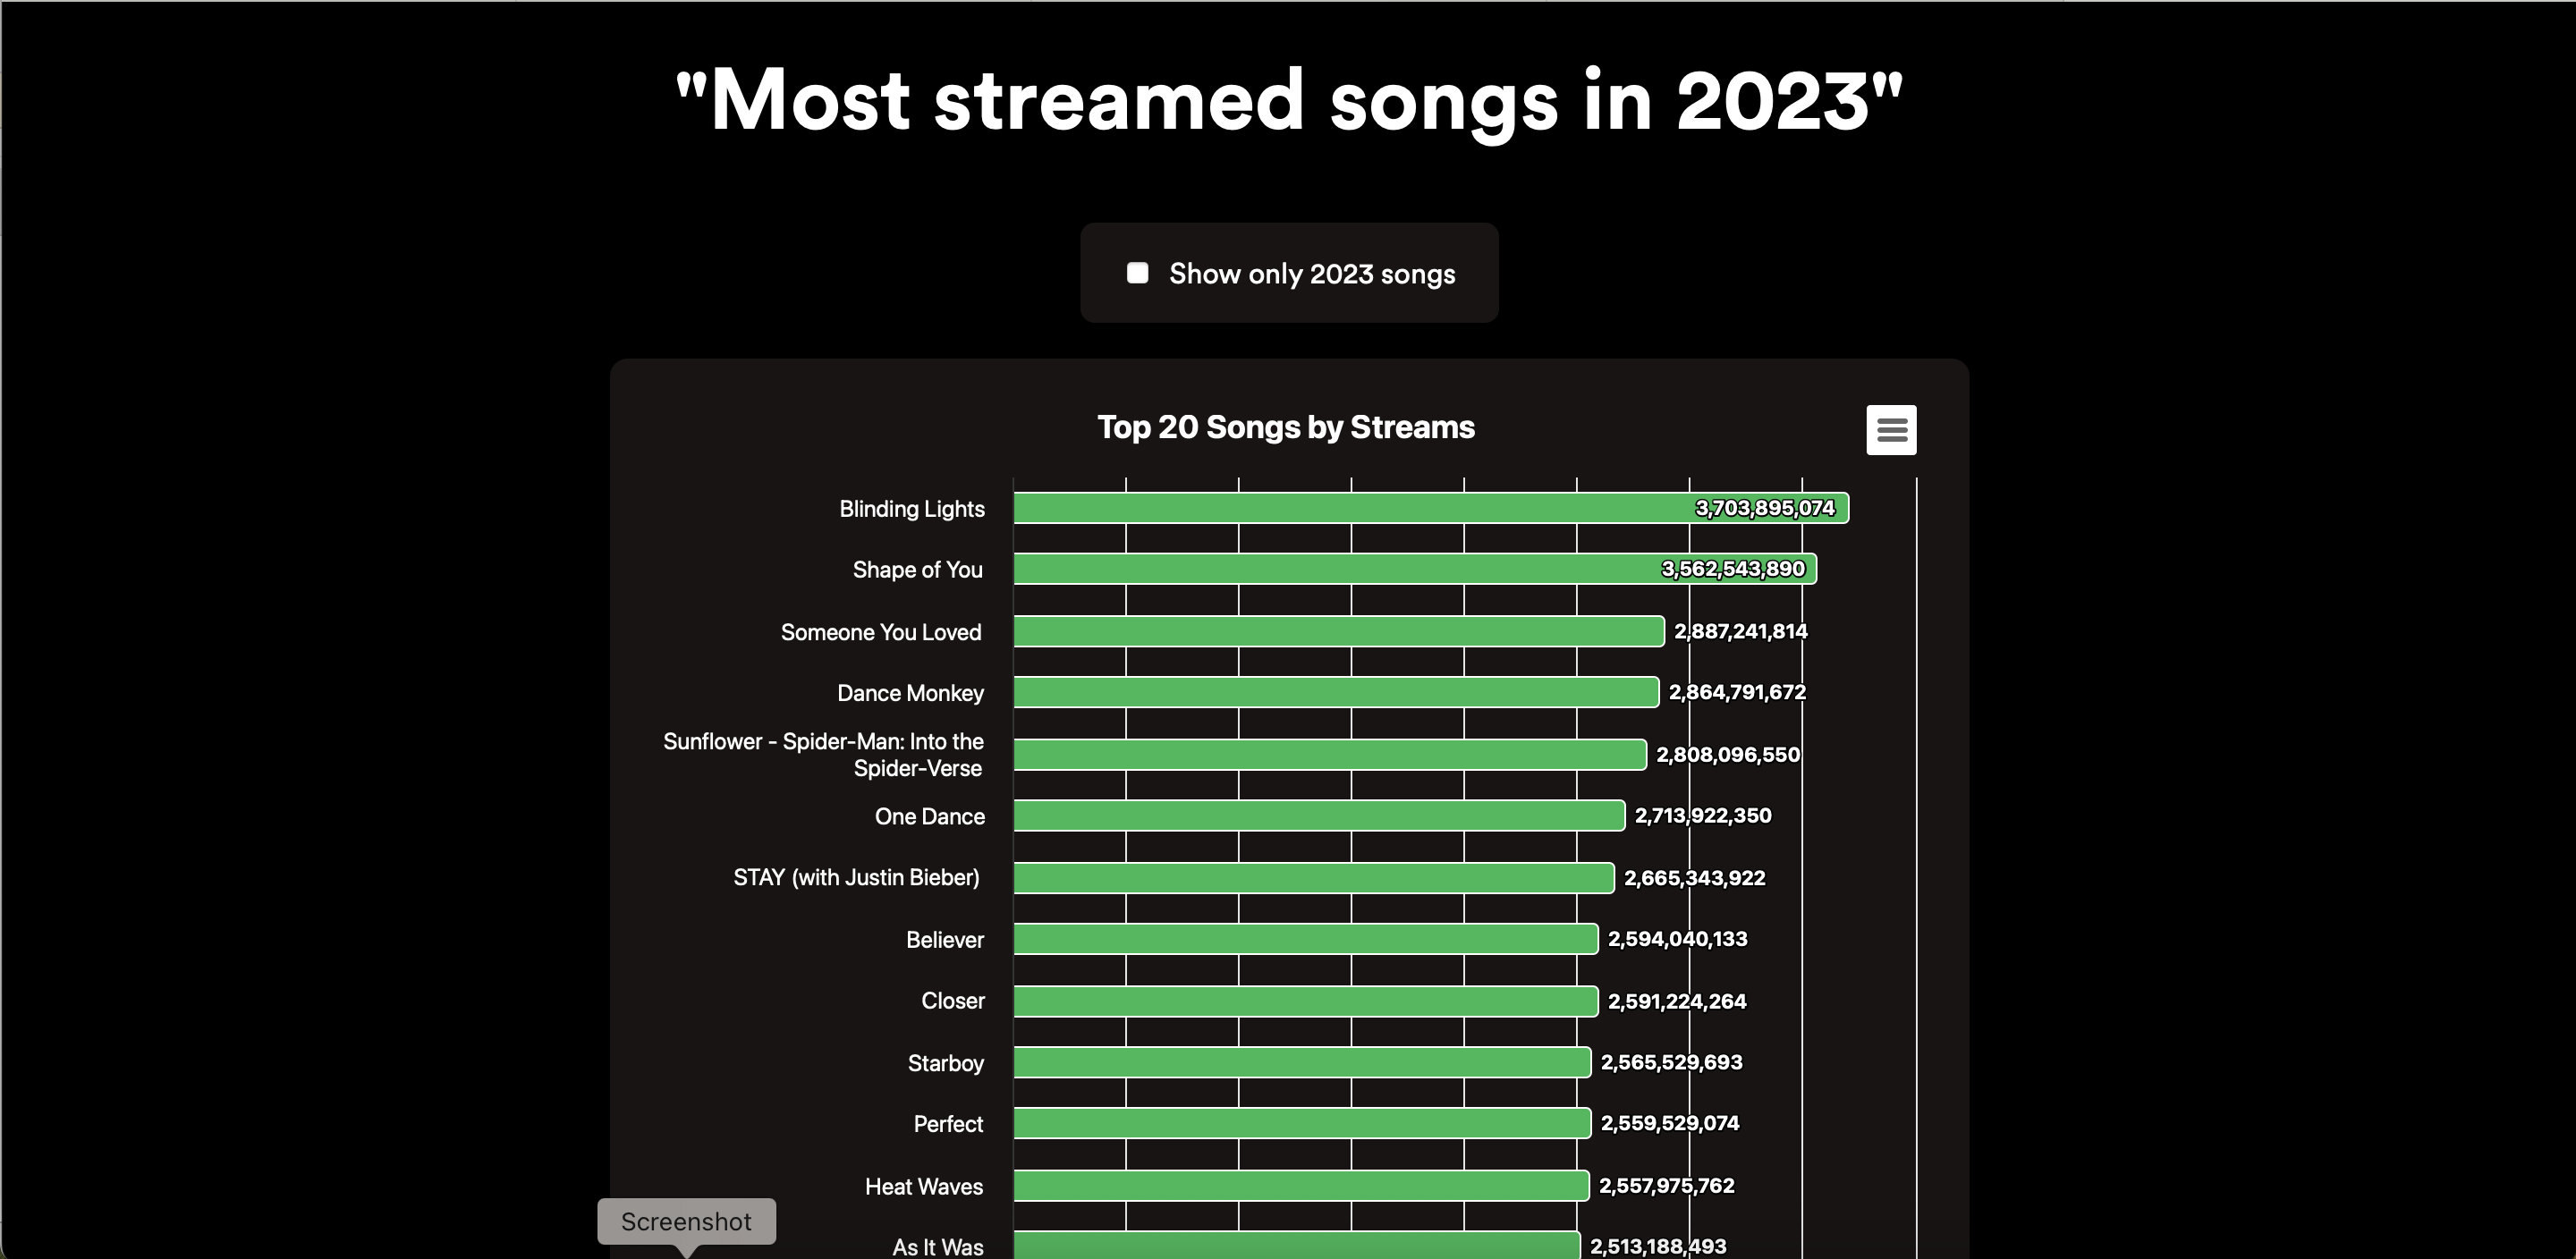 "Most streamed songs in 2023"
Show only 2023 songs
Top 20 Songs by Streams
Blinding Lights 3,703,895,074
Shape of You 3,562,543,890
Someone You Loved 2,887,241,814
Dance Monkey 2,864,791,672
Sunflower - Spider-Man: Into the
Spider-Verse 2,808,096,550
One Dance 2,713,922,350
STAY (with Justin Bieber) 2,665,343,922
Believer 2,594,040,133
Closer 2,591,224,264
Starboy 2,565,529,693
Perfect 2,559,529,074
Heat Waves 2,557,975,762
Screenshot
As It Was 2,513,188,493